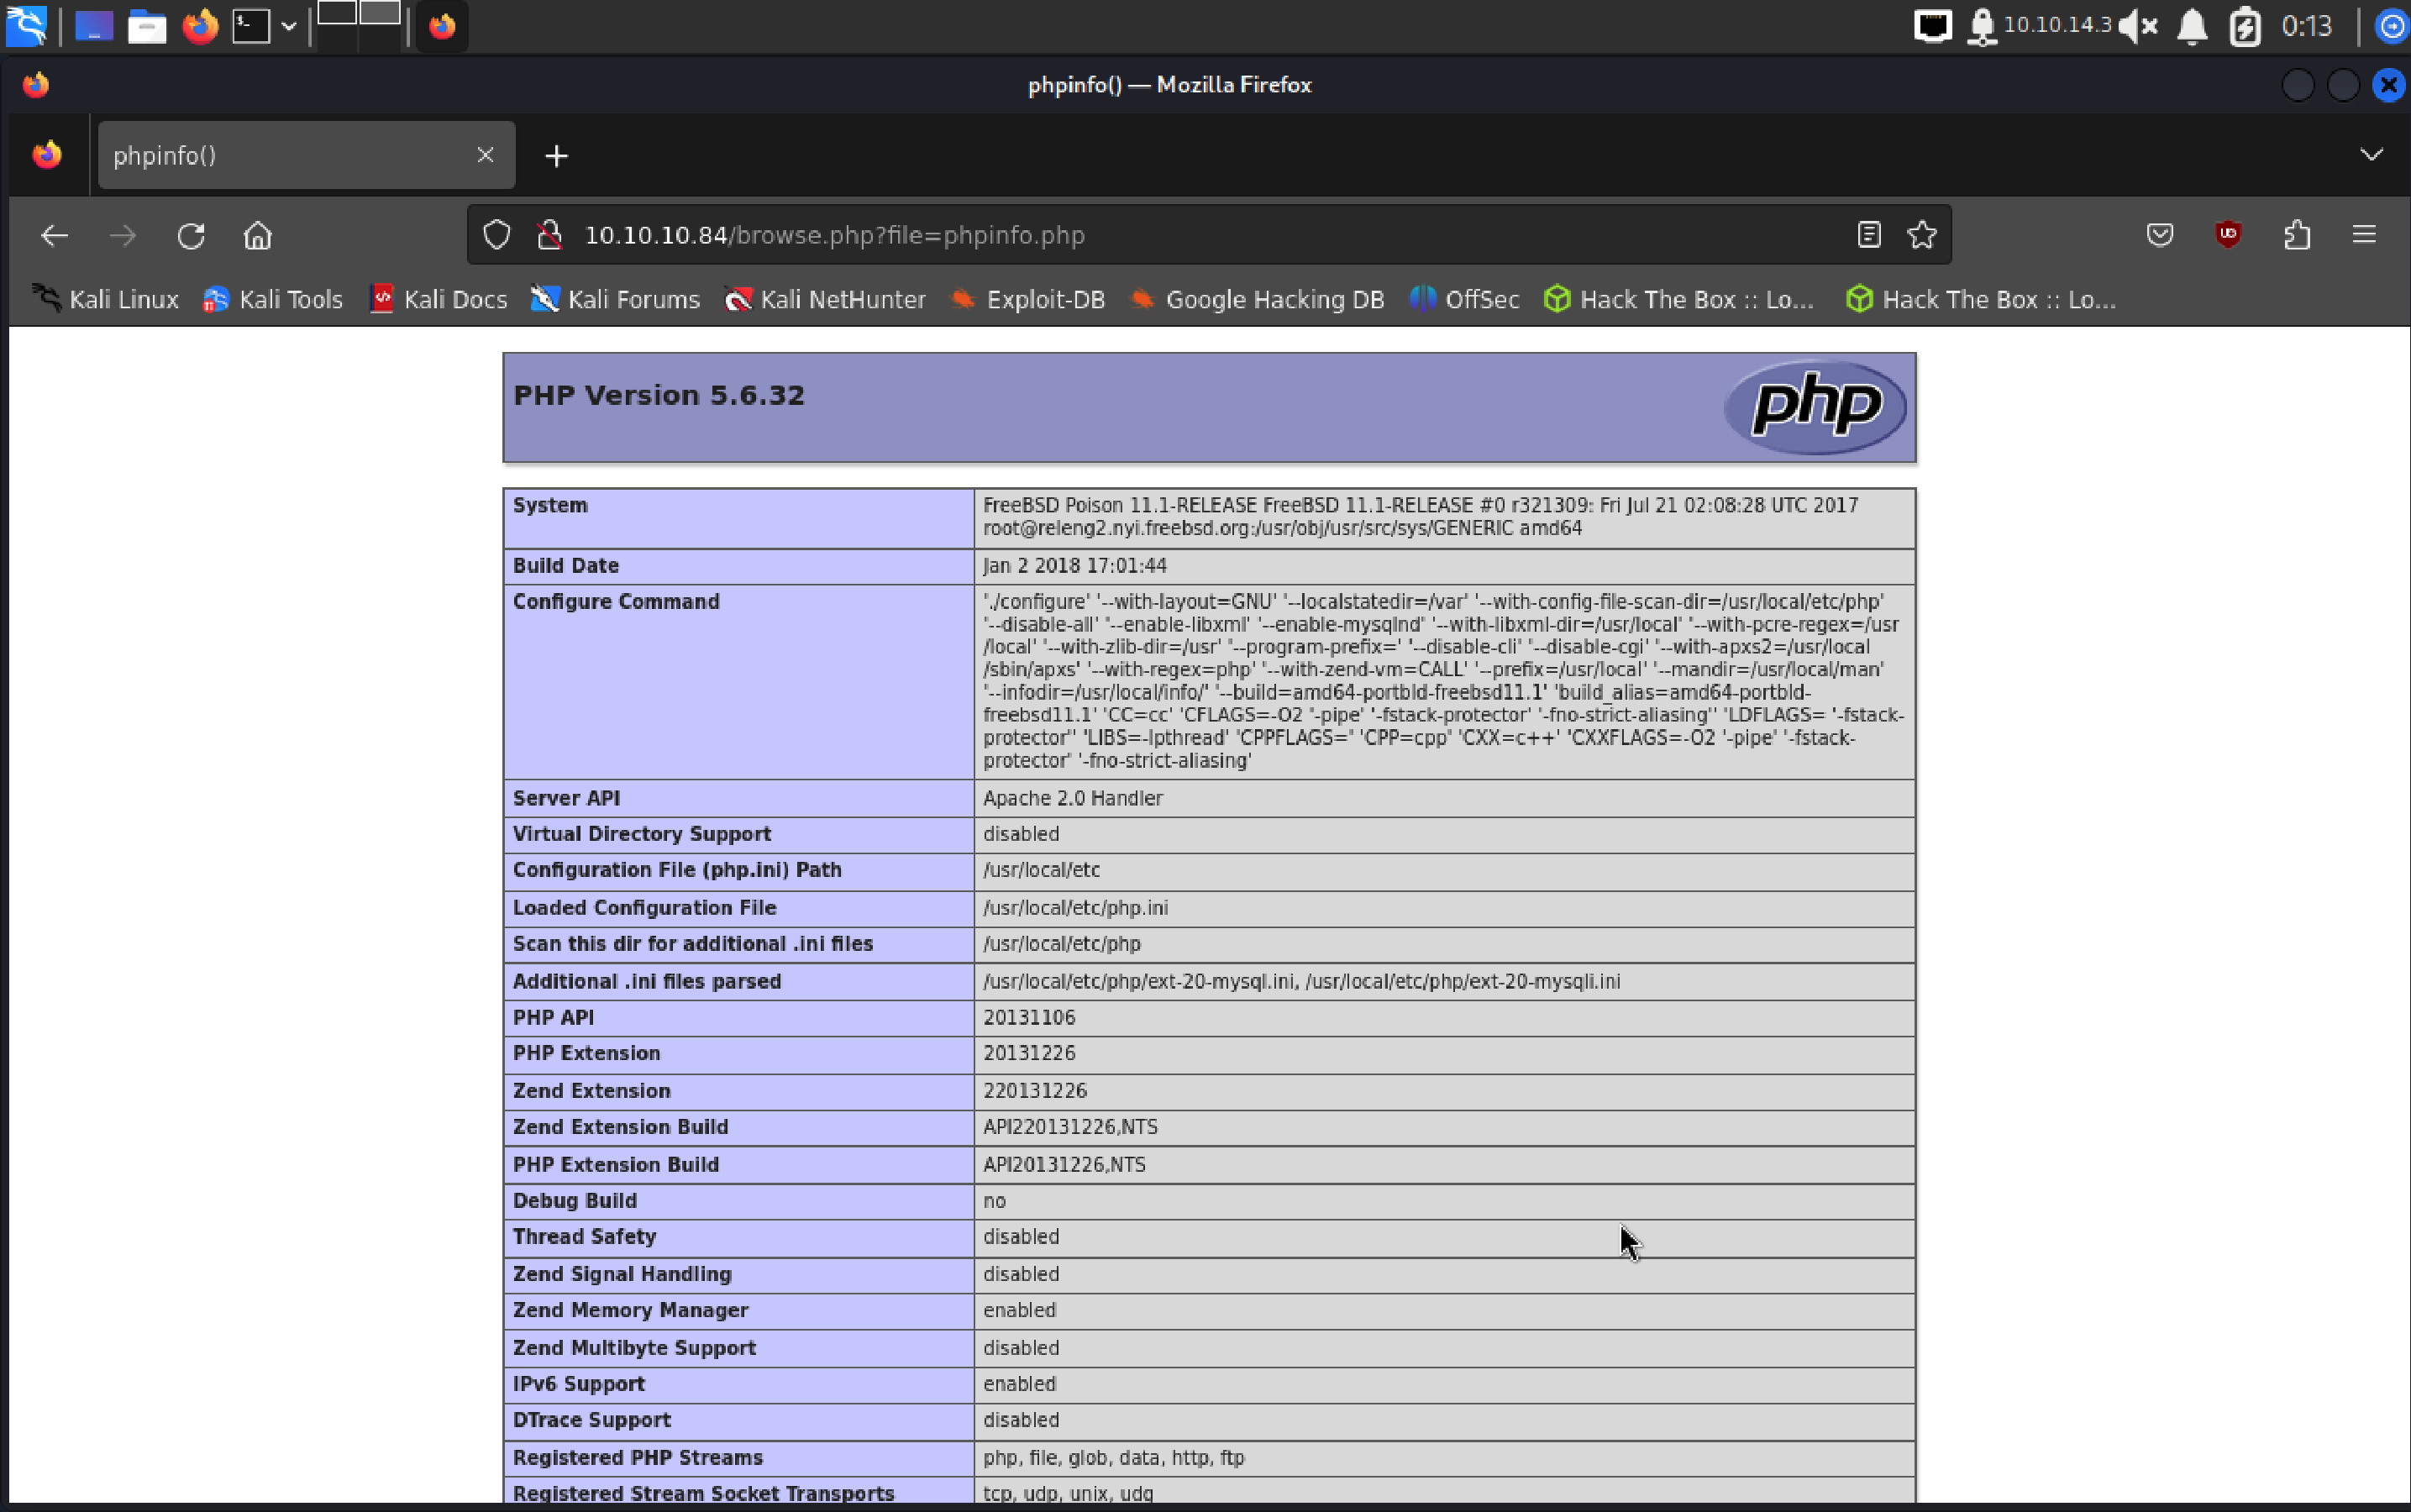 10.10.14.3
0:13
phpinfo() — Mozilla Firefox
phpinfo()
10.10.10.84/browse.php?file=phpinfo.php
Kali Linux Kali Tools Kali Docs Kali Forums Kali NetHunter Exploit-DB Google Hacking DB OffSec Hack The Box :: Lo... Hack The Box :: Lo...
PHP Version 5.6.32
php
System FreeBSD Poison 11.1-RELEASE FreeBSD 11.1-RELEASE #0 r321309: Fri Jul 21 02:08:28 UTC 2017
root@releng2.nyi.freebsd.org:/usr/obj/usr/src/sys/GENERIC amd64
Build Date Jan 2 2018 17:01:44
Configure Command './configure' '--with-layout=GNU' '--localstatedir=/var' '--with-config-file-scan-dir=/usr/local/etc/php'
'--disable-all' '--enable-libxml' '--enable-mysqlnd' '--with-libxml-dir=/usr/local' '--with-pcre-regex=/usr
/local' '--with-zlib-dir=/usr' '--program-prefix=' '--disable-cli' '--disable-cgi' '--with-apxs2=/usr/local
/sbin/apxs' '--with-regex=php' '--with-zend-vm=CALL' '--prefix=/usr/local' '--mandir=/usr/local/man'
'--infodir=/usr/local/info/' '--build=amd64-portbld-freebsd11.1' 'build_alias=amd64-portbld-
freebsd11.1' 'CC=cc' 'CFLAGS=-O2 '-pipe' '-fstack-protector' '-fno-strict-aliasing'' 'LDFLAGS= '-fstack-
protector'' 'LIBS=-lpthread' 'CPPFLAGS=' 'CPP=cpp' 'CXX=c++' 'CXXFLAGS=-O2 '-pipe' '-fstack-
protector' '-fno-strict-aliasing'
Server API Apache 2.0 Handler
Virtual Directory Support disabled
Configuration File (php.ini) Path /usr/local/etc
Loaded Configuration File /usr/local/etc/php.ini
Scan this dir for additional .ini files /usr/local/etc/php
Additional .ini files parsed /usr/local/etc/php/ext-20-mysql.ini, /usr/local/etc/php/ext-20-mysqli.ini
PHP API 20131106
PHP Extension 20131226
Zend Extension 220131226
Zend Extension Build API220131226,NTS
PHP Extension Build API20131226,NTS
Debug Build no
Thread Safety disabled
Zend Signal Handling disabled
Zend Memory Manager enabled
Zend Multibyte Support disabled
IPv6 Support enabled
DTrace Support disabled
Registered PHP Streams php, file, glob, data, http, ftp
Registered Stream Socket Transports tcp, udp, unix, udg